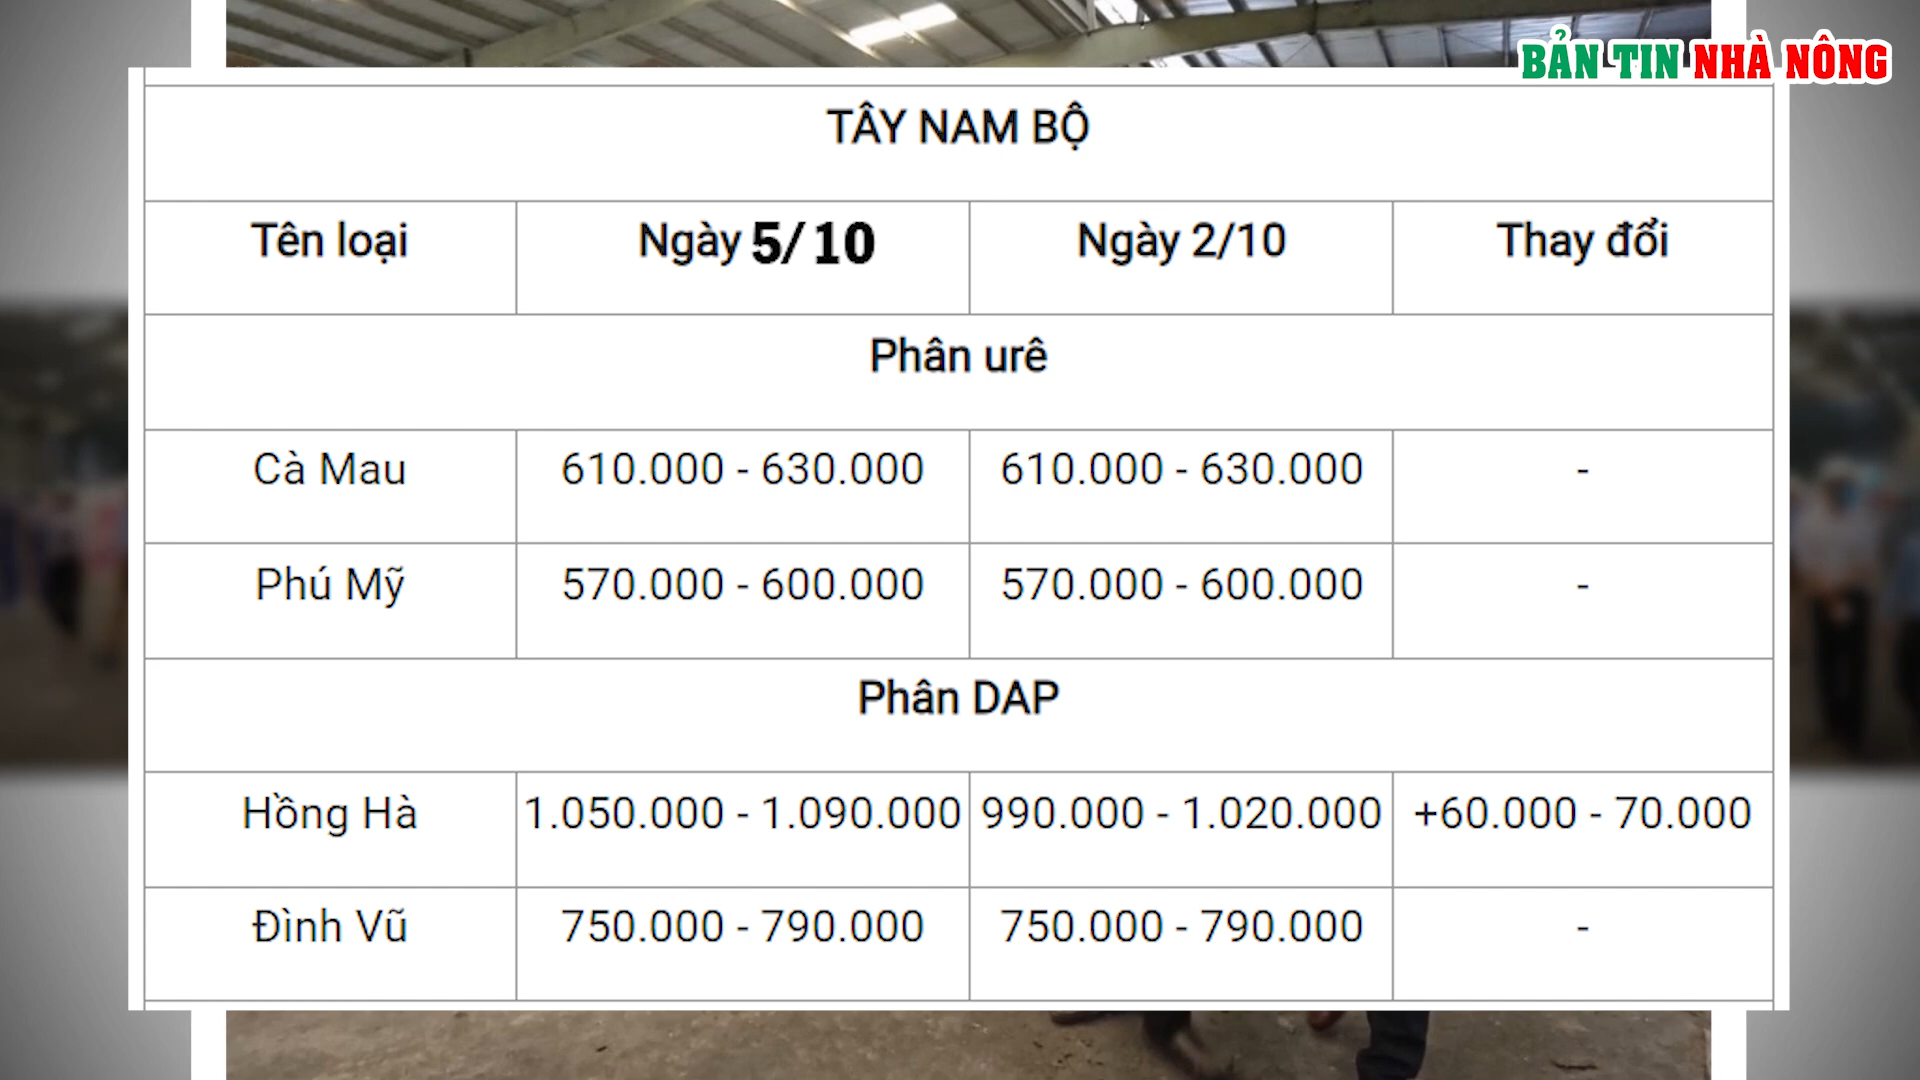 BẢN TIN NHÀ NÔNG
TÂY NAM BỘ
Tên loại Ngày 5/10 Ngày 2/10 Thay đổi
Phân urê
Cà Mau 610.000 - 630.000 610.000 - 630.000 -
Phú Mỹ 570.000 - 600.000 570.000 - 600.000 -
Phân DAP
Hồng Hà 1.050.000 - 1.090.000 990.000 - 1.020.000 +60.000 - 70.000
Đình Vũ 750.000 - 790.000 750.000 - 790.000 -